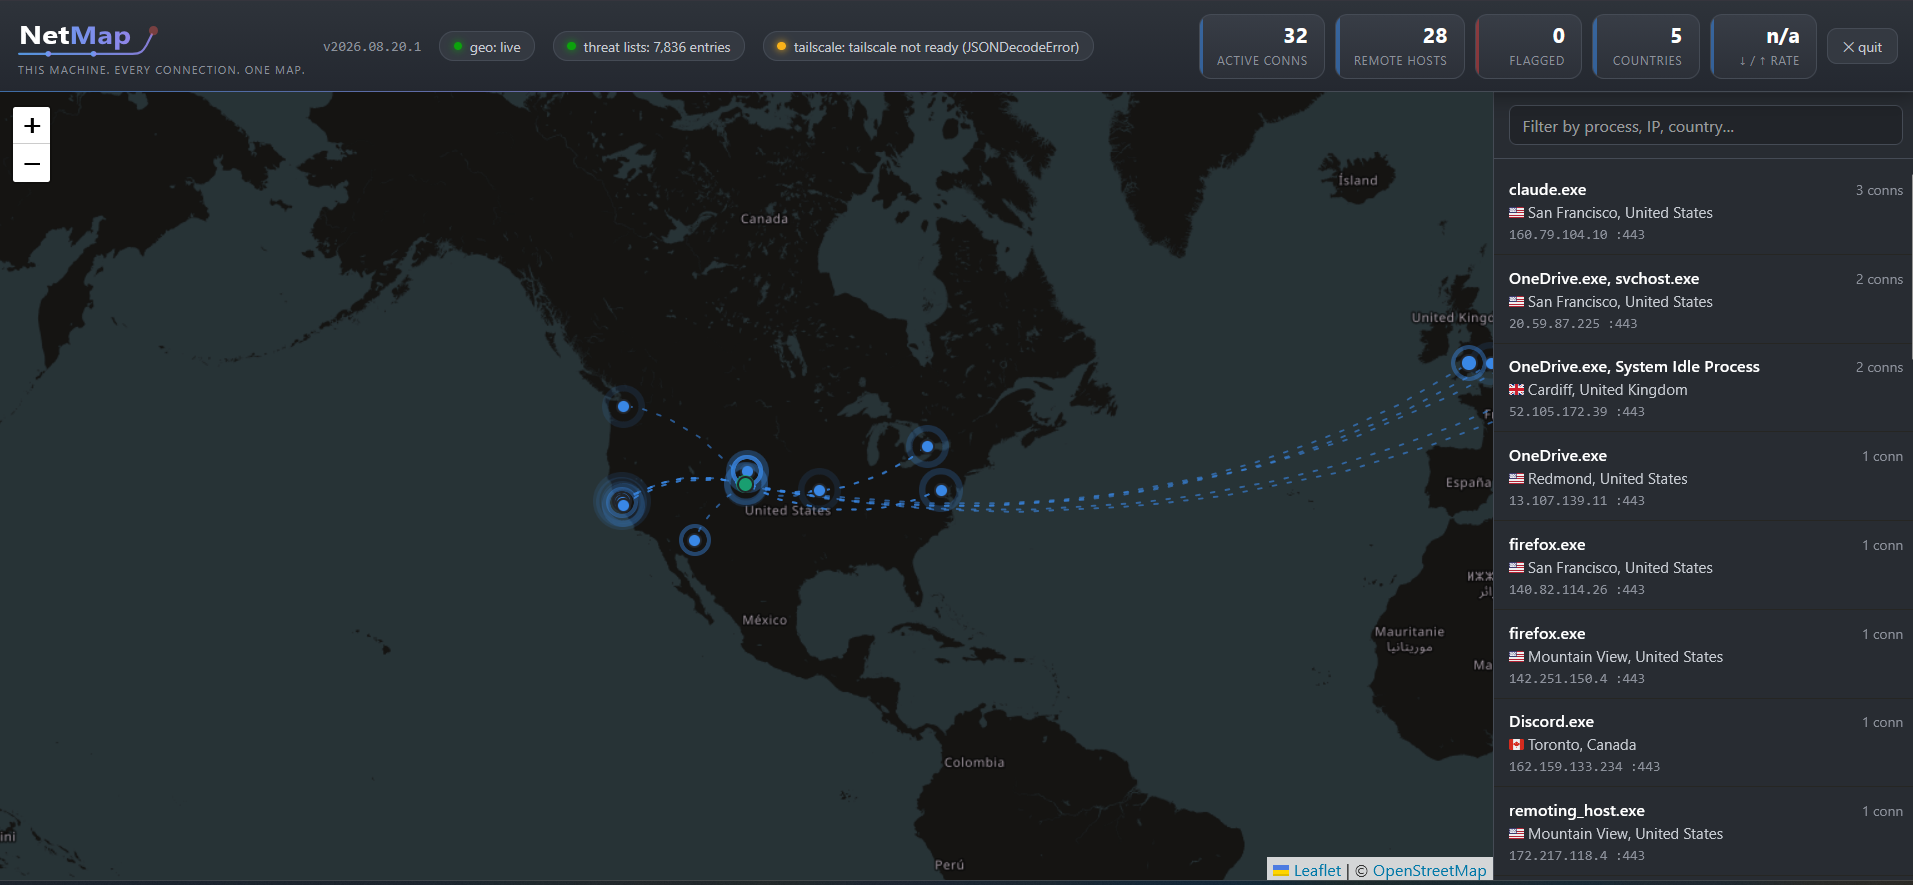 NetMap
THIS MACHINE. EVERY CONNECTION. ONE MAP.
v2026.08.20.1
geo: live
threat lists: 7,836 entries
tailscale: tailscale not ready (JSONDecodeError)
32
ACTIVE CONNS
28
REMOTE HOSTS
0
FLAGGED
5
COUNTRIES
n/a
↓ / ↑ RATE
✕ quit
+
−
Canada
Ísland
United Kingd
United States
España
México
Mauritanie
موريتانيا
Ma
Colombia
Perú
ini
Leaflet | © OpenStreetMap
Filter by process, IP, country...
claude.exe
3 conns
San Francisco, United States
160.79.104.10 :443
OneDrive.exe, svchost.exe
2 conns
San Francisco, United States
20.59.87.225 :443
OneDrive.exe, System Idle Process
2 conns
Cardiff, United Kingdom
52.105.172.39 :443
OneDrive.exe
1 conn
Redmond, United States
13.107.139.11 :443
firefox.exe
1 conn
San Francisco, United States
140.82.114.26 :443
firefox.exe
1 conn
Mountain View, United States
142.251.150.4 :443
Discord.exe
1 conn
Toronto, Canada
162.159.133.234 :443
remoting_host.exe
1 conn
Mountain View, United States
172.217.118.4 :443